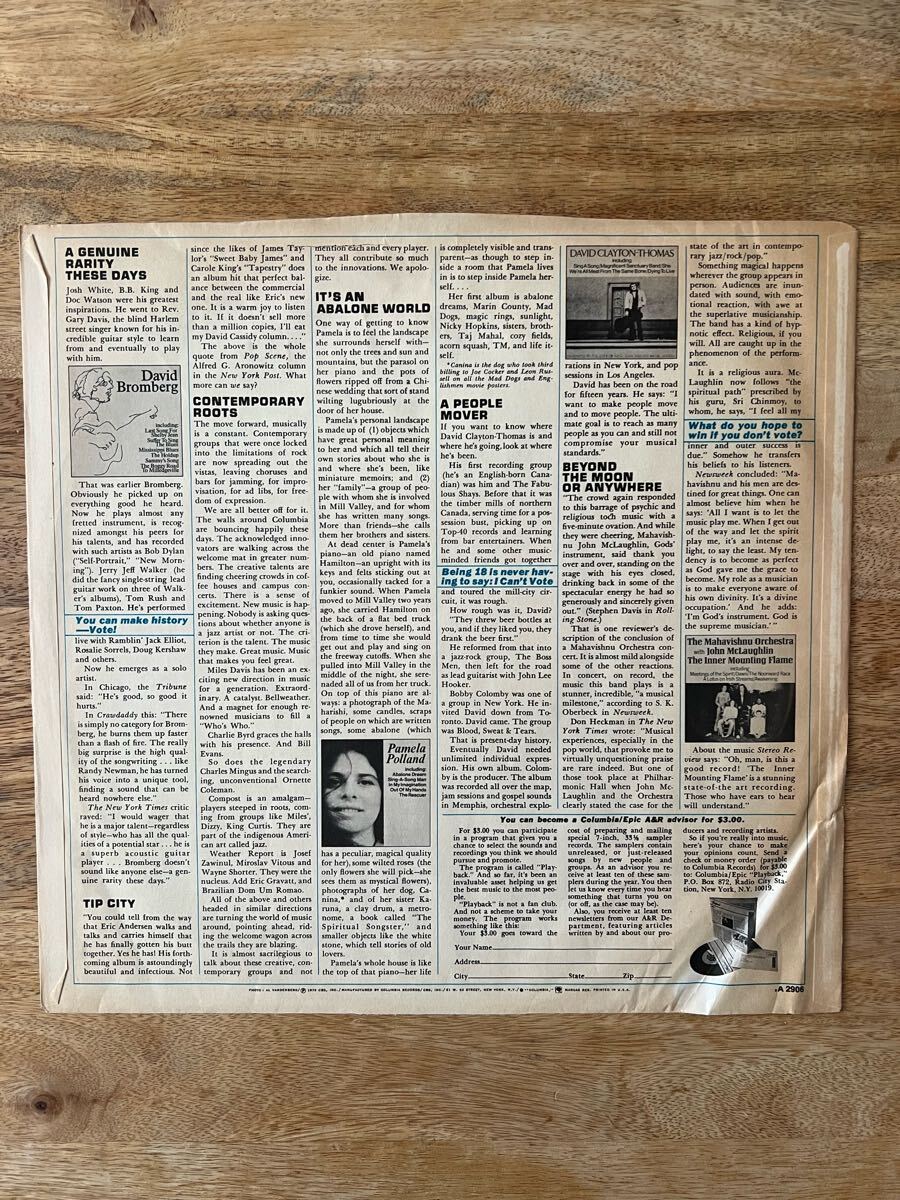 A GENUINE
RARITY
THESE DAYS
Josh White, B.B. King and
Doc Watson were his greatest
inspirations. He went to Rev.
Gary Davis, the blind Harlem
street singer known for his in-
credible guitar style to learn
from and eventually to play
with him.
David
Bromberg
including:
Last Song For
Shelby Jean
Suffer To Sing
The Blues
Mississippi Blues
The Holdup
Sammy's Song
The Boggy Road
To Milledgeville
That was earlier Bromberg.
Obviously he picked up on
everything good he heard.
Now he plays almost any
fretted instrument, is recog-
nized amongst his peers for
his talents, and has recorded
with such artists as Bob Dylan
("Self-Portrait," "New Morn-
ing"), Jerry Jeff Walker (he
did the fancy single-string lead
guitar work on three of Walk-
er's albums), Tom Rush and
Tom Paxton. He's performed
You can make history
—Vote!
live with Ramblin' Jack Elliot,
Rosalie Sorrels, Doug Kershaw
and others.
Now he emerges as a solo
artist.
In Chicago, the Tribune
said: "He's good, so good it
hurts."
In Crawdaddy this: "There
is simply no category for Brom-
berg, he burns them up faster
than a flash of fire. The really
big surprise is the high qual-
ity of the songwriting . . . like
Randy Newman, he has turned
his voice into a unique tool,
finding a sound that can be
heard nowhere else."
The New York Times critic
raved: "I would wager that
he is a major talent—regardless
of style—who has all the quali-
ties of a potential star . . . he is
a superb acoustic guitar
player . . . Bromberg doesn't
sound like anyone else—a gen-
uine rarity these days."
TIP CITY
"You could tell from the way
that Eric Andersen walks and
talks and carries himself that
he has finally gotten his butt
together. Yes he has! His forth-
coming album is astoundingly
beautiful and infectious. Not
since the likes of James Tay-
lor's "Sweet Baby James" and
Carole King's "Tapestry" does
an album hit that perfect bal-
ance between the commercial
and the real like Eric's new
one. It is a warm joy to listen
to it. If it doesn't sell more
than a million copies, I'll eat
my David Cassidy column. . . ."
The above is the whole
quote from Pop Scene, the
Alfred G. Aronowitz column
in the New York Post. What
more can we say?
CONTEMPORARY
ROOTS
The move forward, musically
is a constant. Contemporary
groups that were once locked
into the limitations of rock
are now spreading out the
vistas, leaving choruses and
bars for jamming, for improv-
isation, for ad libs, for free-
dom of expression.
We are all better off for it.
The walls around Columbia
are bouncing happily these
days. The acknowledged inno-
vators are walking across the
welcome mat in greater num-
bers. The creative talents are
finding cheering crowds in cof-
fee houses and campus con-
certs. There is a sense of
excitement. New music is hap-
pening. Nobody is asking ques-
tions about whether anyone is
a jazz artist or not. The cri-
terion is the talent. The music
they make. Great music. Music
that makes you feel great.
Miles Davis has been an ex-
citing new direction in music
for a generation. Extraord-
inary. A catalyst. Bellweather.
And a magnet for enough re-
nowned musicians to fill a
"Who's Who."
Charlie Byrd graces the halls
with his presence. And Bill
Evans.
So does the legendary
Charles Mingus and the search-
ing, unconventional Ornette
Coleman.
Compost is an amalgam—
players steeped in roots, com-
ing from groups like Miles',
Dizzy, King Curtis. They are
part of the indigenous Ameri-
can art called jazz.
Weather Report is Josef
Zawinul, Miroslav Vitous and
Wayne Shorter. They were the
nucleus. Add Eric Gravatt, and
Brazilian Dom Um Romao.
All of the above and others
headed in similar directions
are turning the world of music
around, pointing ahead, rid-
ing the welcome wagon across
the trails they are blazing.
It is almost sacrilegious to
talk about these creative, con-
temporary groups and not
mention each and every player.
They all contribute so much
to the innovations. We apolo-
gize.
IT'S AN
ABALONE WORLD
One way of getting to know
Pamela is to feel the landscape
she surrounds herself with—
not only the trees and sun and
mountains, but the parasol on
her piano and the pots of
flowers ripped off from a Chi-
nese wedding that sort of stand
wilting lugubriously at the
door of her house.
Pamela's personal landscape
is made up of (1) objects which
have great personal meaning
to her and which all tell their
own stories about who she is
and where she's been, like
miniature memoirs; and (2)
her "family"—a group of peo-
ple with whom she is involved
in Mill Valley, and for whom
she has written many songs.
More than friends—she calls
them her brothers and sisters.
At dead center is Pamela's
piano—an old piano named
Hamilton—an upright with its
keys and felts sticking out at
you, occasionally tacked for a
funkier sound. When Pamela
moved to Mill Valley two years
ago, she carried Hamilton on
the back of a flat bed truck
(which she drove herself), and
from time to time she would
get out and play and sing on
the freeway cutoffs. When she
pulled into Mill Valley in the
middle of the night, she sere-
naded all of us from her truck.
On top of this piano are al-
ways: a photograph of the Ma-
harishi, some candles, scraps
of people on which are written
songs, some abalone (which
Pamela
Polland
including:
Abalone Dream
Sing-A-Song Man
In My Imagination
Out Of My Hands
The Rescuer
has a peculiar, magical quality
for her), some wilted roses (the
only flowers she will pick—she
sees them as mystical flowers),
photographs of her dog, Ca-
nina,* and of her sister Ka-
runa, a clay drum, a metro-
nome, a book called "The
Spiritual Songster," and
smaller objects like the white
stone, which tell stories of old
lovers.
Pamela's whole house is like
the top of that piano—her life
is completely visible and trans-
parent—as though to step in-
side a room that Pamela lives
in is to step inside Pamela her-
self. . . .
Her first album is abalone
dreams, Marin County, Mad
Dogs, magic rings, sunlight,
Nicky Hopkins, sisters, broth-
ers, Taj Mahal, cozy fields,
acorn squash, TM, and life it-
self.
*Canina is the dog who took third
billing to Joe Cocker and Leon Rus-
sell on all the Mad Dogs and Eng-
lishmen movie posters.
A PEOPLE
MOVER
If you want to know where
David Clayton-Thomas is and
where he's going, look at where
he's been.
His first recording group
(he's an English-born Cana-
dian) was him and The Fabu-
lous Shays. Before that it was
the timber mills of northern
Canada, serving time for a pos-
session bust, picking up on
Top-40 records and learning
from bar entertainers. When
he and some other music-
minded friends got together
Being 18 is never hav-
ing to say: I Can't Vote
and toured the mill-city cir-
cuit, it was rough.
How rough was it, David?
"They threw beer bottles at
you, and if they liked you, they
drank the beer first."
He reformed that into a
jazz-rock group, The Boss
Men, then left for the road
as lead guitarist with John Lee
Hooker.
Bobby Colomby was one of
a group in New York. He in-
vited David down from To-
ronto. David came. The group
was Blood, Sweat & Tears.
That is present-day history.
Eventually David needed
unlimited individual expres-
sion. His own album. Colom-
by is the producer. The album
was recorded all over the map,
jam sessions and gospel sounds
in Memphis, orchestral explo-
DAVID CLAYTON-THOMAS
including:
Sing A Song/Magnificent Sanctuary Band/She
We're All Meat From The Same Bone/Dying To Live
rations in New York, and pop
sessions in Los Angeles.
David has been on the road
for fifteen years. He says: "I
want to make people move
and to move people. The ulti-
mate goal is to reach as many
people as you can and still not
compromise your musical
standards."
BEYOND
THE MOON
OR ANYWHERE
"The crowd again responded
to this barrage of psychic and
religious toch music with a
five-minute ovation. And while
they were cheering, Mahavish-
nu John McLaughlin, Gods'
instrument, said thank you
over and over, standing on the
stage with his eyes closed,
drinking back in some of the
spectacular energy he had so
generously and sincerely given
out." (Stephen Davis in Roll-
ing Stone.)
That is one reviewer's de-
scription of the conclusion of
a Mahavishnu Orchestra con-
cert. It is almost mild alongside
some of the other reactions.
In concert, on record, the
music this band plays is a
stunner, incredible, "a musical
milestone," according to S. K.
Oberbeck in Newsweek.
Don Heckman in The New
York Times wrote: "Musical
experiences, especially in the
pop world, that provoke me to
virtually unquestioning praise
are rare indeed. But one of
those took place at Philhar-
monic Hall when John Mc-
Laughlin and the Orchestra
clearly stated the case for the
state of the art in contempo-
rary jazz/rock/pop."
Something magical happens
wherever the group appears in
person. Audiences are inun-
dated with sound, with emo-
tional reaction, with awe at
the superlative musicianship.
The band has a kind of hyp-
notic effect. Religious, if you
will. All are caught up in the
phenomenon of the perform-
ance.
It is a religious aura. Mc-
Laughlin now follows "the
spiritual path" prescribed by
his guru, Sri Chinmoy, to
whom, he says, "I feel all my
What do you hope to
win if you don't vote?
inner and outer success is
due." Somehow he transfers
his beliefs to his listeners.
Newsweek concluded: "Ma-
havishnu and his men are des-
tined for great things. One can
almost believe him when he
says: 'All I want is to let the
music play me. When I get out
of the way and let the spirit
play me, it's an intense de-
light, to say the least. My ten-
dency is to become as perfect
as God gave me the grace to
become. My role as a musician
is to make everyone aware of
his own divinity. It's a divine
occupation.' And he adds:
'I'm God's instrument. God is
the supreme musician.'"
The Mahavishnu Orchestra
with John McLaughlin
The Inner Mounting Flame
including:
Meetings of the Spirit/Dawn/The Noonward Race
A Lotus on Irish Streams/Awakening
About the music Stereo Re-
view says: "Oh, man, is this a
good record! 'The Inner
Mounting Flame' is a stunning
state-of-the art recording.
Those who have ears to hear
will understand."
You can become a Columbia/Epic A&R advisor for $3.00.
For $3.00 you can participate
in a program that gives you a
chance to select the sounds and
recordings you think we should
pursue and promote.
The program is called "Play-
back." And so far, it's been an
invaluable asset helping us get
the best music to the most peo-
ple.
"Playback" is not a fan club.
And not a scheme to take your
money. The program works
something like this:
Your $3.00 goes toward the
cost of preparing and mailing
special 7-inch, 33⅓ sampler
records. The samplers contain
unreleased, or just-released
songs by new people and
groups. As an advisor you re-
ceive at least ten of these sam-
plers during the year. You then
let us know every time you hear
something that turns you on
(or off, as the case may be).
Also, you receive at least ten
newsletters from our A&R De-
partment, featuring articles
written by and about our pro-
ducers and recording artists.
So if you're really into music,
here's your chance to make
your opinions count. Send a
check or money order (payable
to Columbia Records) for $3.00
to: Columbia/Epic "Playback,"
P.O. Box 872, Radio City Sta-
tion, New York, N.Y. 10019.
Your Name
Address
City State Zip
PHOTO: AL VANDENBERG/Ⓟ 1972 CBS, INC./MANUFACTURED BY COLUMBIA RECORDS/CBS, INC./51 W. 52 STREET, NEW YORK, N.Y./® "COLUMBIA," MARCAS REG. PRINTED IN U.S.A.
A 2906